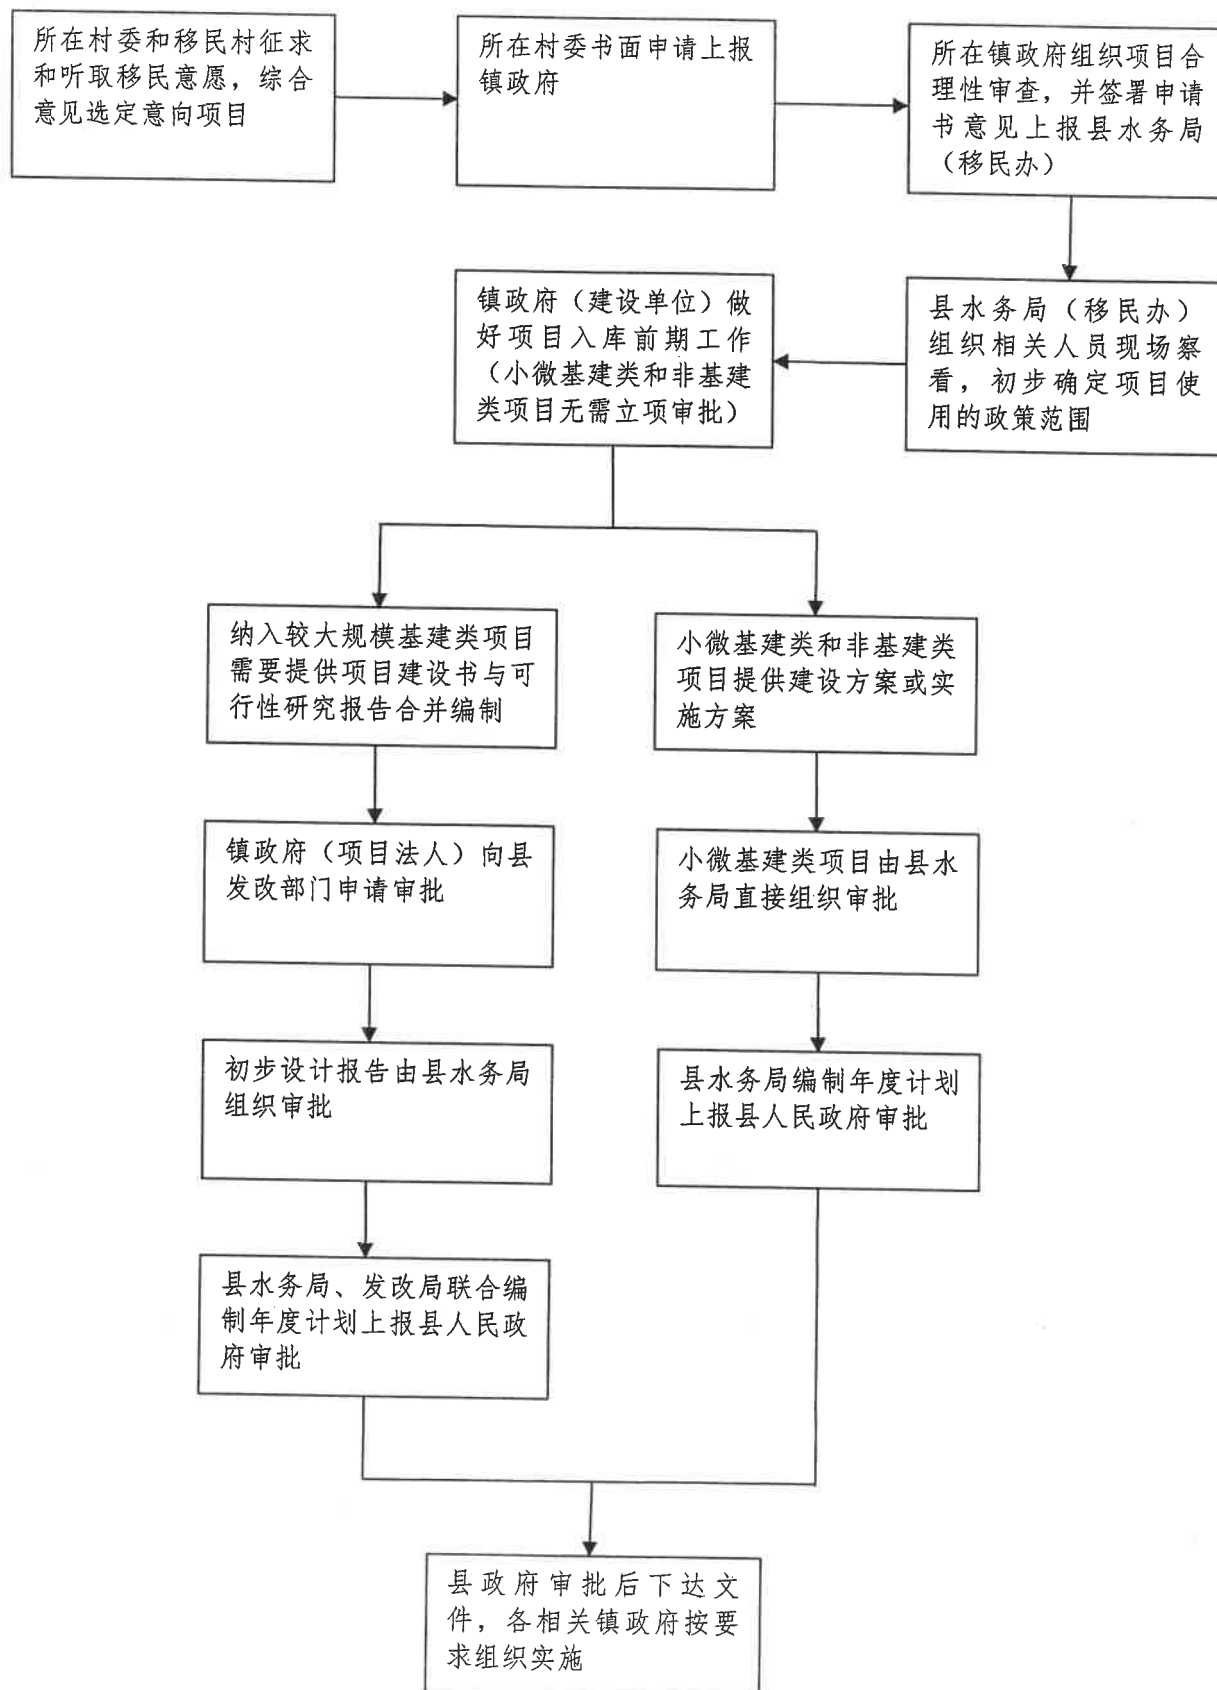 所在村委和移民村征求
和听取移民意愿，综合
意见选定意向项目
所在村委书面申请上报
镇政府
所在镇政府组织项目合
理性审查，并签署申请
书意见上报县水务局
（移民办）
县水务局（移民办）
组织相关人员现场察
看，初步确定项目使
用的政策范围
镇政府（建设单位）做
好项目入库前期工作
（小微基建类和非基建
类项目无需立项审批）
纳入较大规模基建类项目
需要提供项目建设书与可
行性研究报告合并编制
镇政府（项目法人）向县
发改部门申请审批
初步设计报告由县水务局
组织审批
县水务局、发改局联合编
制年度计划上报县人民政
府审批
小微基建类和非基建类
项目提供建设方案或实
施方案
小微基建类项目由县水
务局直接组织审批
县水务局编制年度计划
上报县人民政府审批
县政府审批后下达文
件，各相关镇政府按要
求组织实施